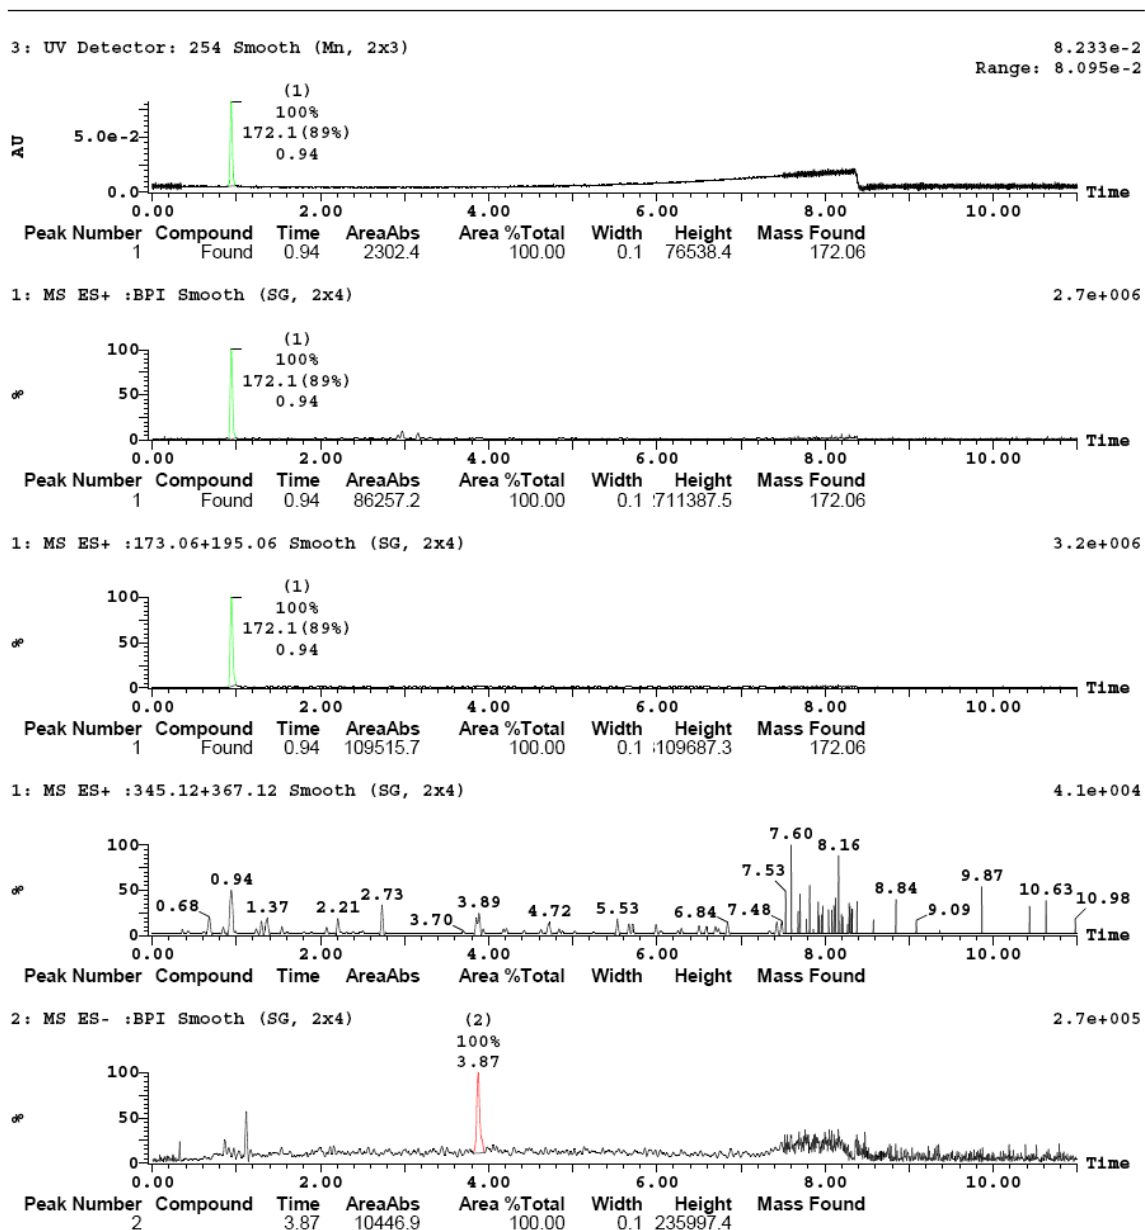 3: UV Detector: 254 Smooth (Mn, 2x3) 8.233e-2
Range: 8.095e-2
(1)
100%
172.1(89%)
0.94
AU
5.0e-2
0.0
0.00 2.00 4.00 6.00 8.00 10.00 Time
Peak Number Compound Time AreaAbs Area %Total Width Height Mass Found
1 Found 0.94 2302.4 100.00 0.1 76538.4 172.06
1: MS ES+ :BPI Smooth (SG, 2x4) 2.7e+006
(1)
100%
172.1(89%)
0.94
%
100
50
0
0.00 2.00 4.00 6.00 8.00 10.00 Time
Peak Number Compound Time AreaAbs Area %Total Width Height Mass Found
1 Found 0.94 86257.2 100.00 0.1 711387.5 172.06
1: MS ES+ :173.06+195.06 Smooth (SG, 2x4) 3.2e+006
(1)
100%
172.1(89%)
0.94
%
100
50
0
0.00 2.00 4.00 6.00 8.00 10.00 Time
Peak Number Compound Time AreaAbs Area %Total Width Height Mass Found
1 Found 0.94 109515.7 100.00 0.1 109687.3 172.06
1: MS ES+ :345.12+367.12 Smooth (SG, 2x4) 4.1e+004
%
100
50
0
0.68 0.94 1.37 2.21 2.73 3.70 3.89 4.72 5.53 6.84 7.48 7.53 7.60 8.16 8.84 9.09 9.87 10.63 10.98
0.00 2.00 4.00 6.00 8.00 10.00 Time
Peak Number Compound Time AreaAbs Area %Total Width Height Mass Found
2: MS ES- :BPI Smooth (SG, 2x4) 2.7e+005
(2)
100%
3.87
%
100
50
0
0.00 2.00 4.00 6.00 8.00 10.00 Time
Peak Number Compound Time AreaAbs Area %Total Width Height Mass Found
2 3.87 10446.9 100.00 0.1 235997.4